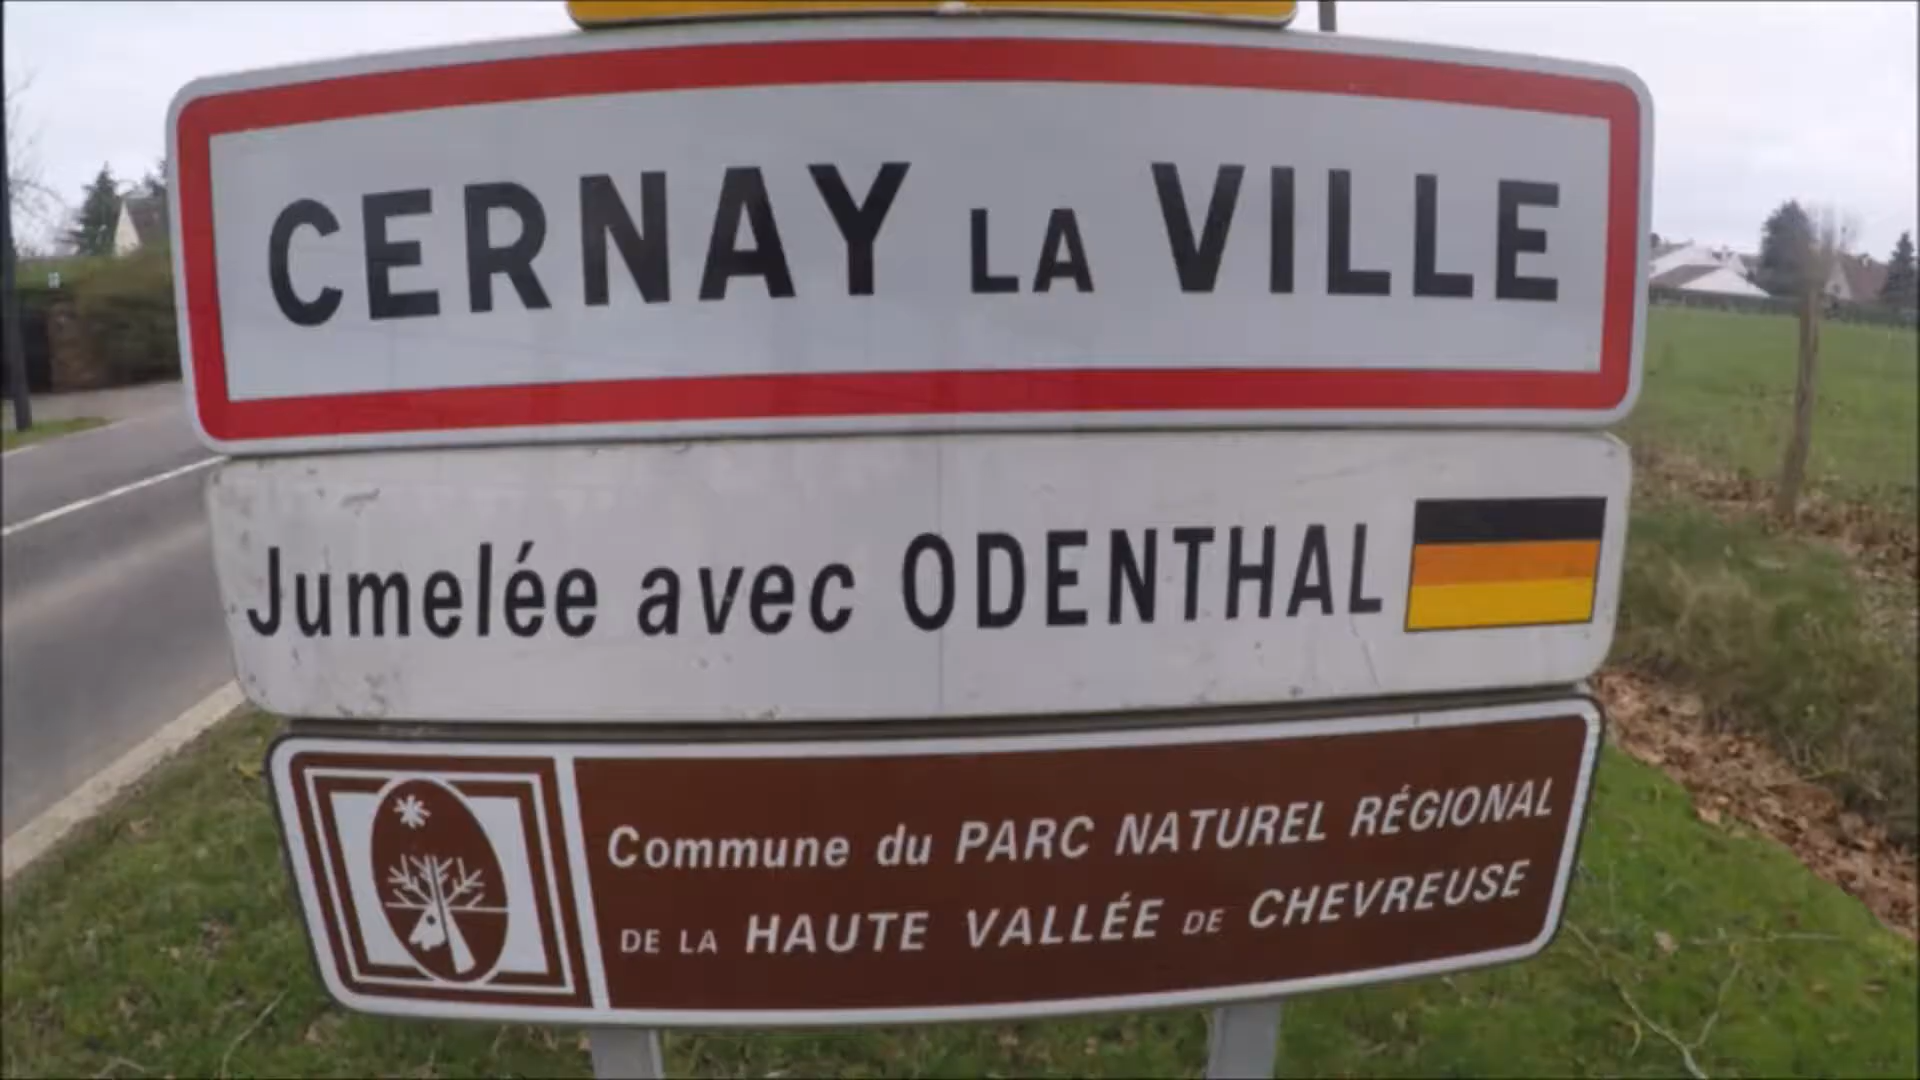 CERNAY LA VILLE
Jumelée avec ODENTHAL
Commune du PARC NATUREL RÉGIONAL
DE LA HAUTE VALLÉE DE CHEVREUSE